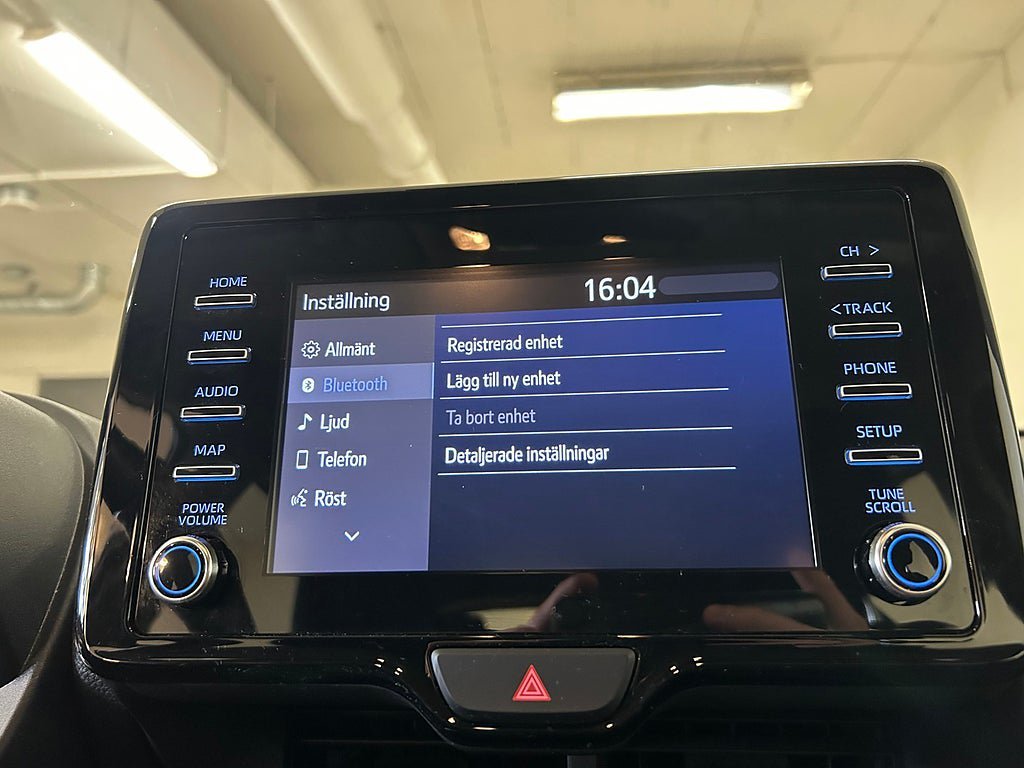 HOME
MENU
AUDIO
MAP
POWER
VOLUME
Inställning
16:04
Allmänt
Bluetooth
Ljud
Telefon
Röst
Registrerad enhet
Lägg till ny enhet
Ta bort enhet
Detaljerade inställningar
CH >
<TRACK
PHONE
SETUP
TUNE
SCROLL